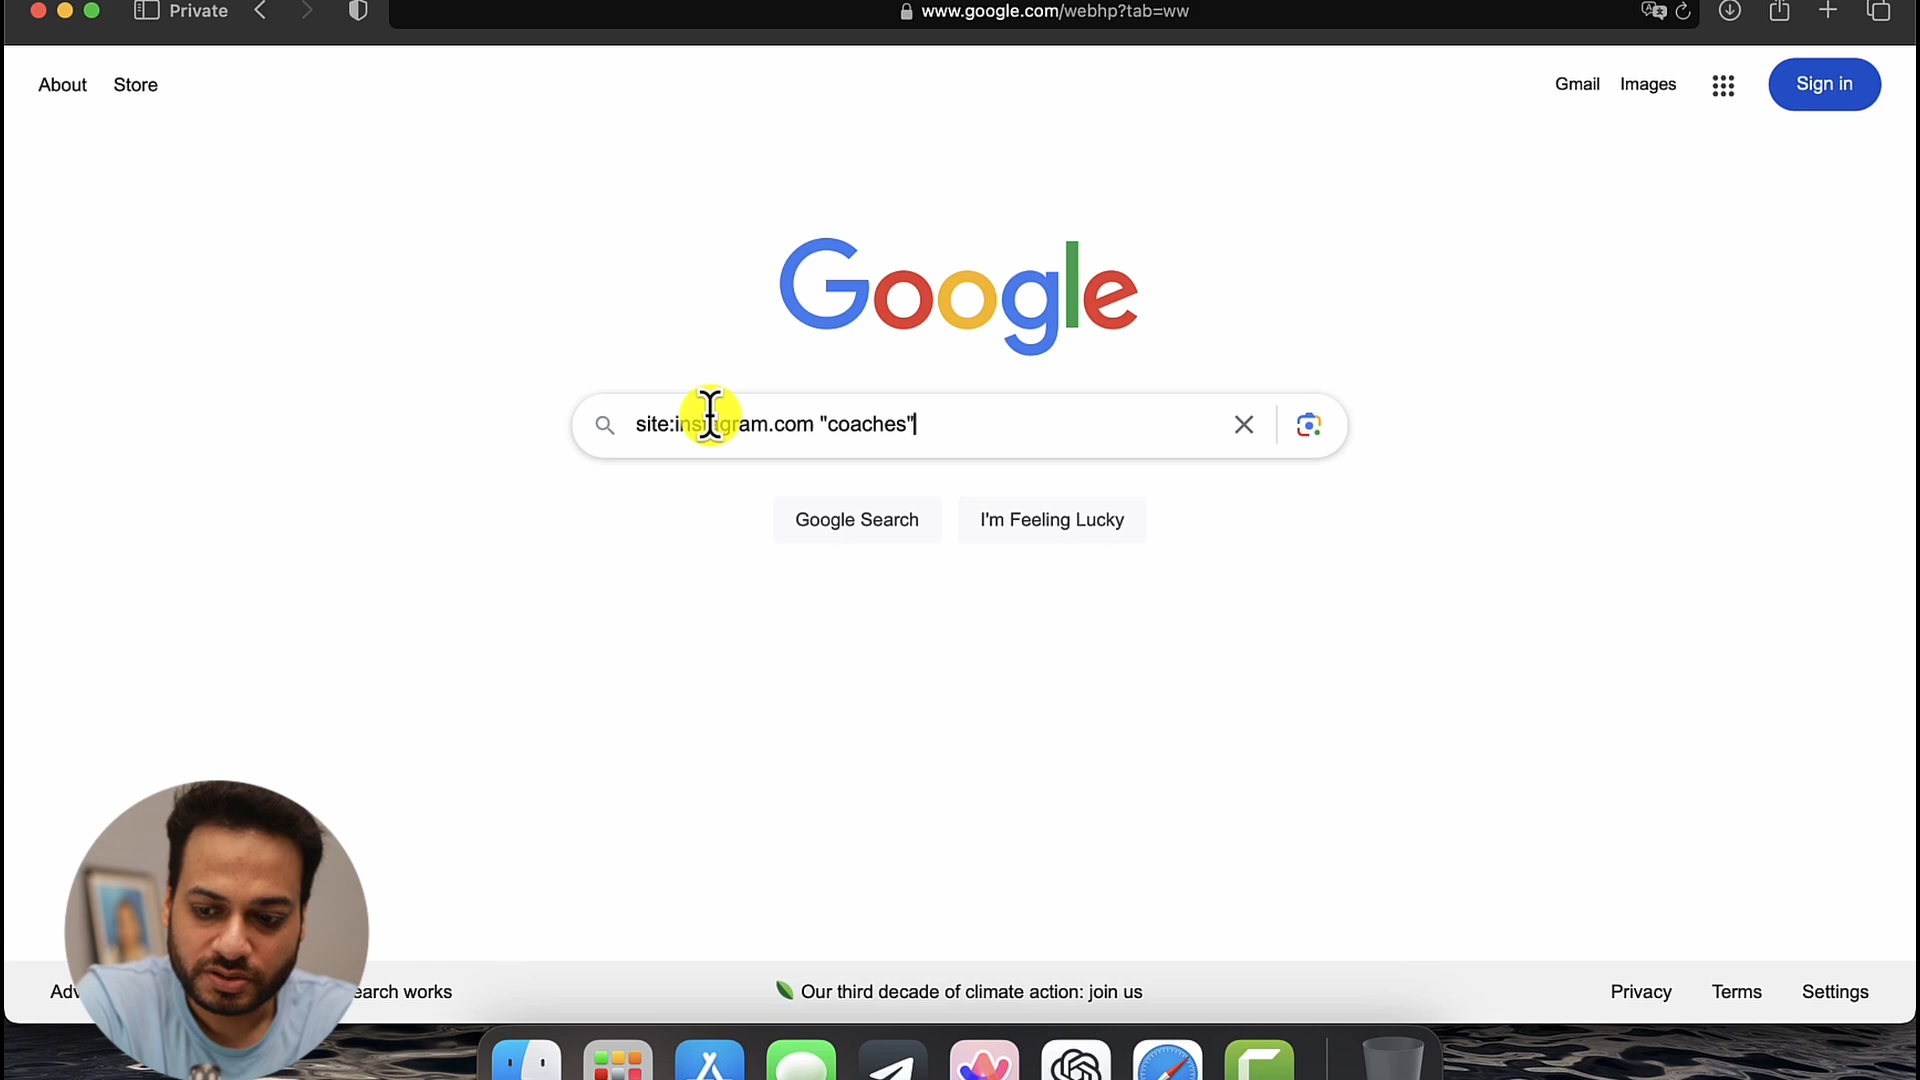 Private
www.google.com/webhp?tab=ww
About Store
Gmail Images Sign in
Google
site:instagram.com "coaches"
Google Search I'm Feeling Lucky
earch works
Our third decade of climate action: join us
Privacy Terms Settings